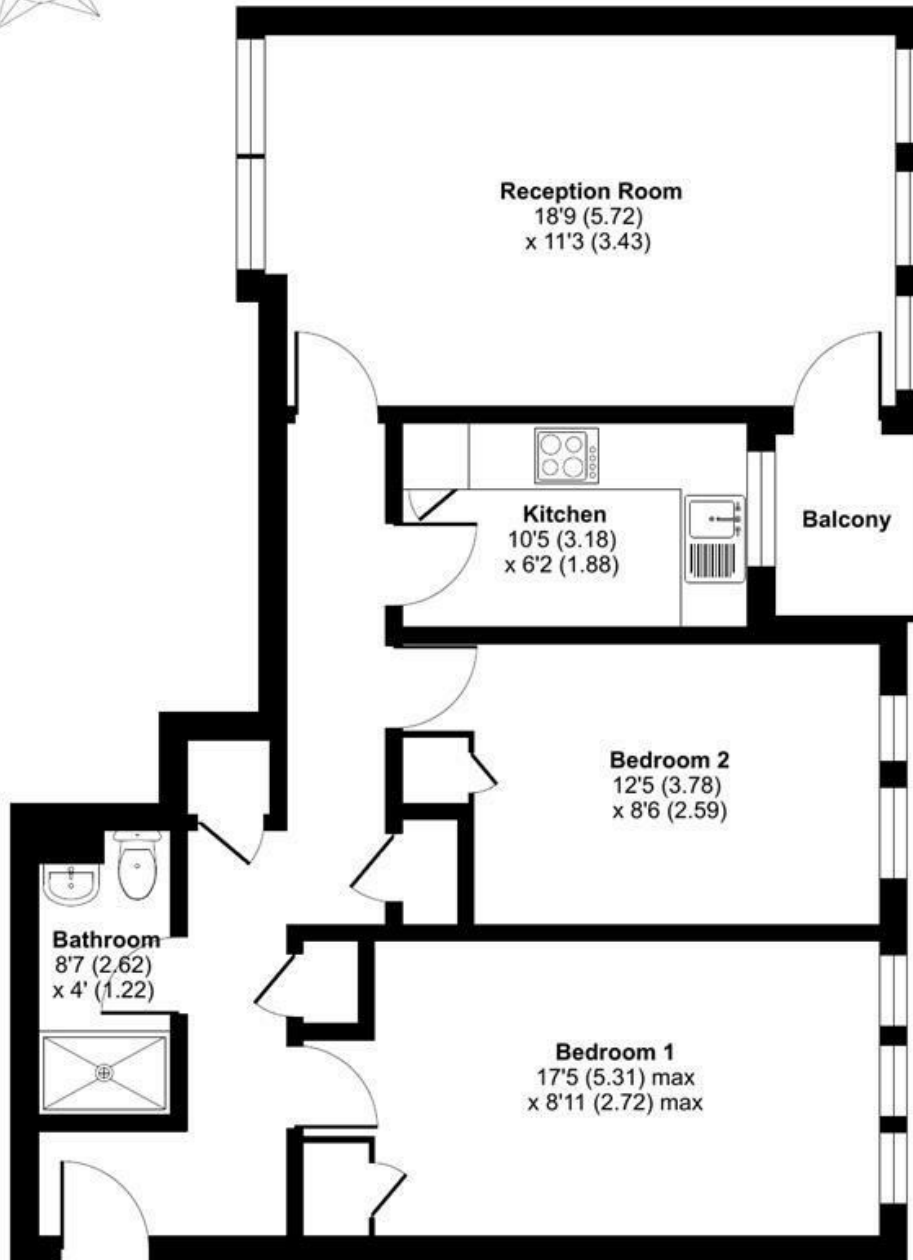 Reception Room
18'9 (5.72)
x 11'3 (3.43)
Kitchen
10'5 (3.18)
x 6'2 (1.88)
Balcony
Bedroom 2
12'5 (3.78)
x 8'6 (2.59)
Bathroom
8'7 (2.62)
x 4' (1.22)
Bedroom 1
17'5 (5.31) max
x 8'11 (2.72) max